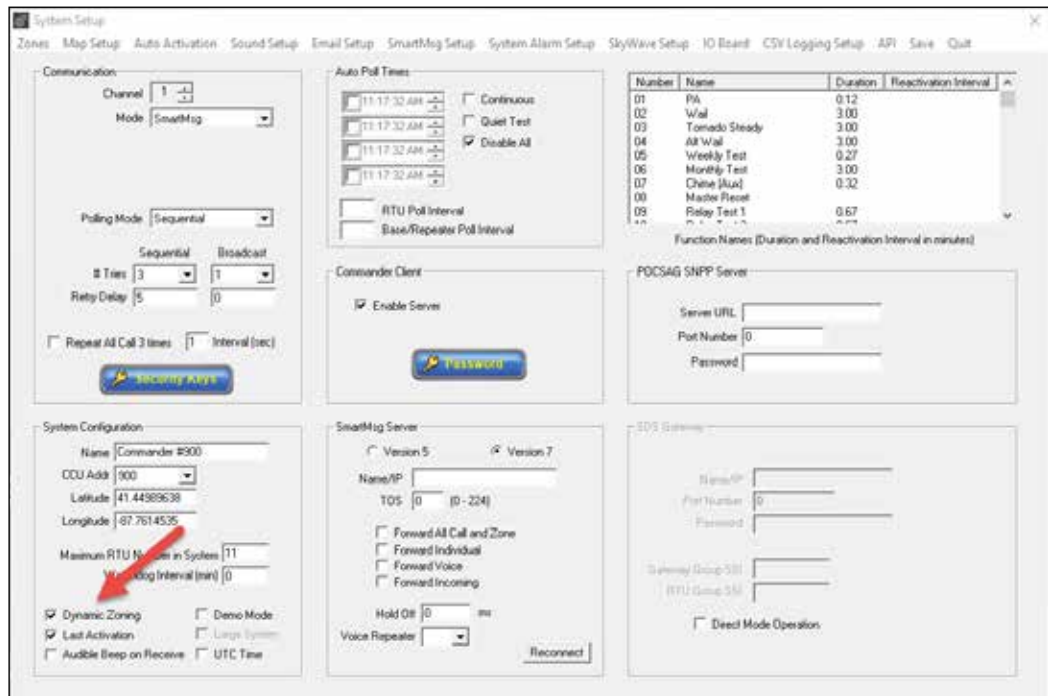 System Setup
Zones Map Setup Auto Activation Sound Setup Email Setup SmartMsg Setup System Alarm Setup SkyWave Setup IO Board CSV Logging Setup API Save Quit
Communication
Channel 1
Mode SmartMsg
Polling Mode Sequential
Sequential Broadcast
# Tries 3 1
Retry Delay 5 0
Repeat All Call 3 times 1 Interval (sec)
Security Keys
Auto Poll Times
11:17:32 AM Continuous
11:17:32 AM Quiet Test
11:17:32 AM Disable All
11:17:32 AM
RTU Poll Interval
Base/Repeater Poll Interval
Number Name Duration Reactivation Interval
01 PA 0.12
02 Wail 3.00
03 Tornado Steady 3.00
04 Alt Wail 3.00
05 Weekly Test 0.27
06 Monthly Test 3.00
07 Chime (Aux) 0.32
08 Master Reset
09 Relay Test 1 0.67
Function Names (Duration and Reactivation Interval in minutes)
Commander Client
Enable Server
Password
POCSAG SNPP Server
Server URL
Port Number 0
Password
System Configuration
Name Commander #900
CCU Addr 900
Latitude 41.44989638
Longitude -87.7614535
Maximum RTU Number in System 11
Interval (min) 0
Dynamic Zoning Demo Mode
Last Activation Large System
Audible Beep on Receive UTC Time
SmartMsg Server
Version 5 Version 7
Name/IP
TOS 0 (0 - 224)
Forward All Call and Zone
Forward Individual
Forward Voice
Forward Incoming
Hold Off 0 ms
Voice Repeater
Reconnect
SDS Gateway
Name/IP
Port Number 0
Password
Gateway Group SSI
RTU Group SSI
Direct Mode Operation